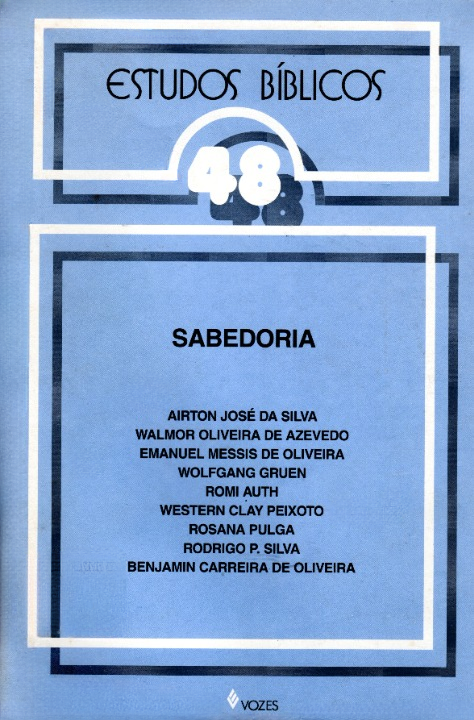 ESTUDOS BÍBLICOS
48
SABEDORIA
AIRTON JOSÉ DA SILVA
WALMOR OLIVEIRA DE AZEVEDO
EMANUEL MESSIS DE OLIVEIRA
WOLFGANG GRUEN
ROMI AUTH
WESTERN CLAY PEIXOTO
ROSANA PULGA
RODRIGO P. SILVA
BENJAMIN CARREIRA DE OLIVEIRA
VOZES